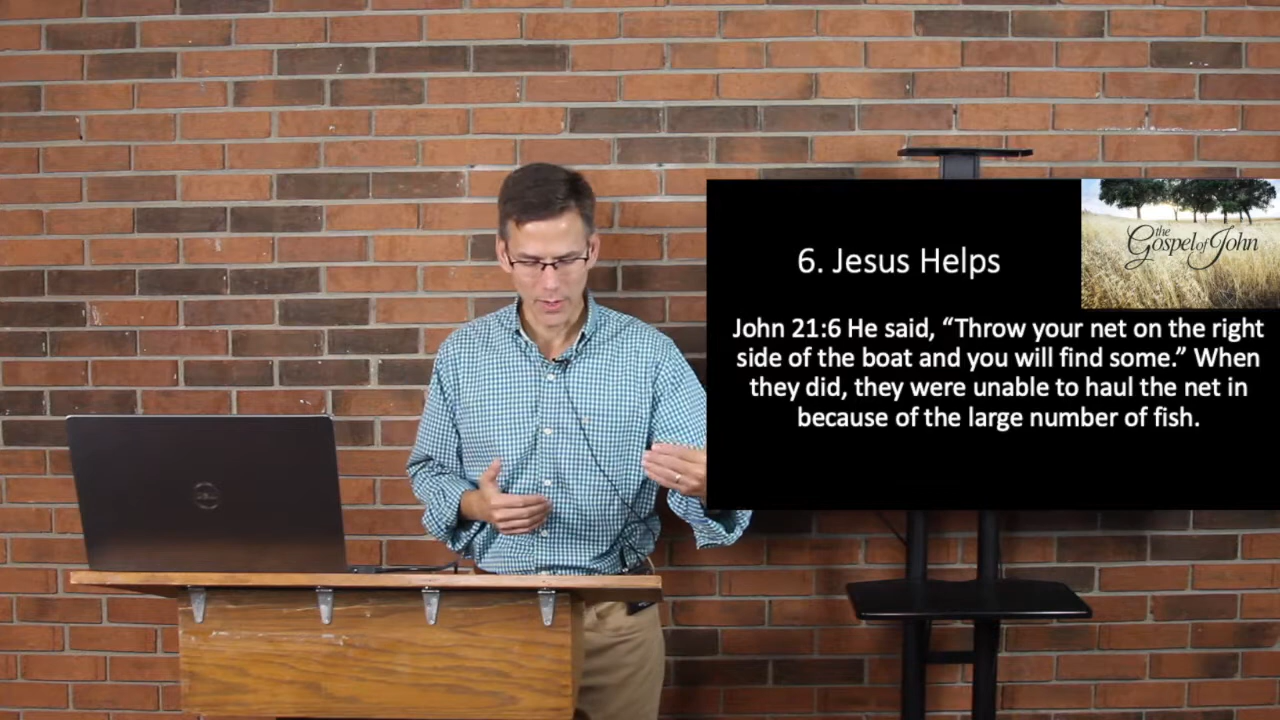 the
Gospel of John
6. Jesus Helps
John 21:6 He said, “Throw your net on the right
side of the boat and you will find some.” When
they did, they were unable to haul the net in
because of the large number of fish.
DELL